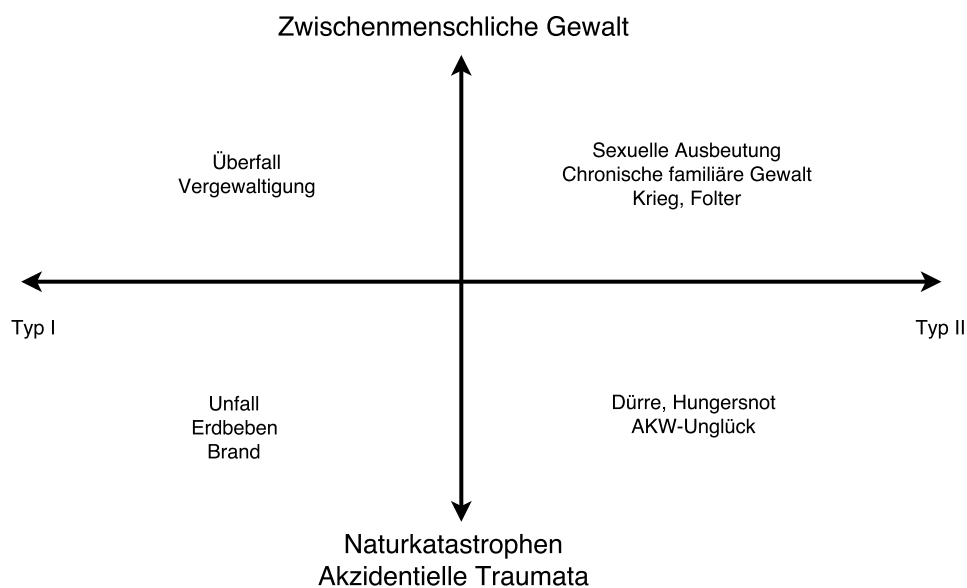 Zwischenmenschliche Gewalt
Überfall
Vergewaltigung
Sexuelle Ausbeutung
Chronische familiäre Gewalt
Krieg, Folter
Typ I
Typ II
Unfall
Erdbeben
Brand
Dürre, Hungersnot
AKW-Unglück
Naturkatastrophen
Akzidentielle Traumata